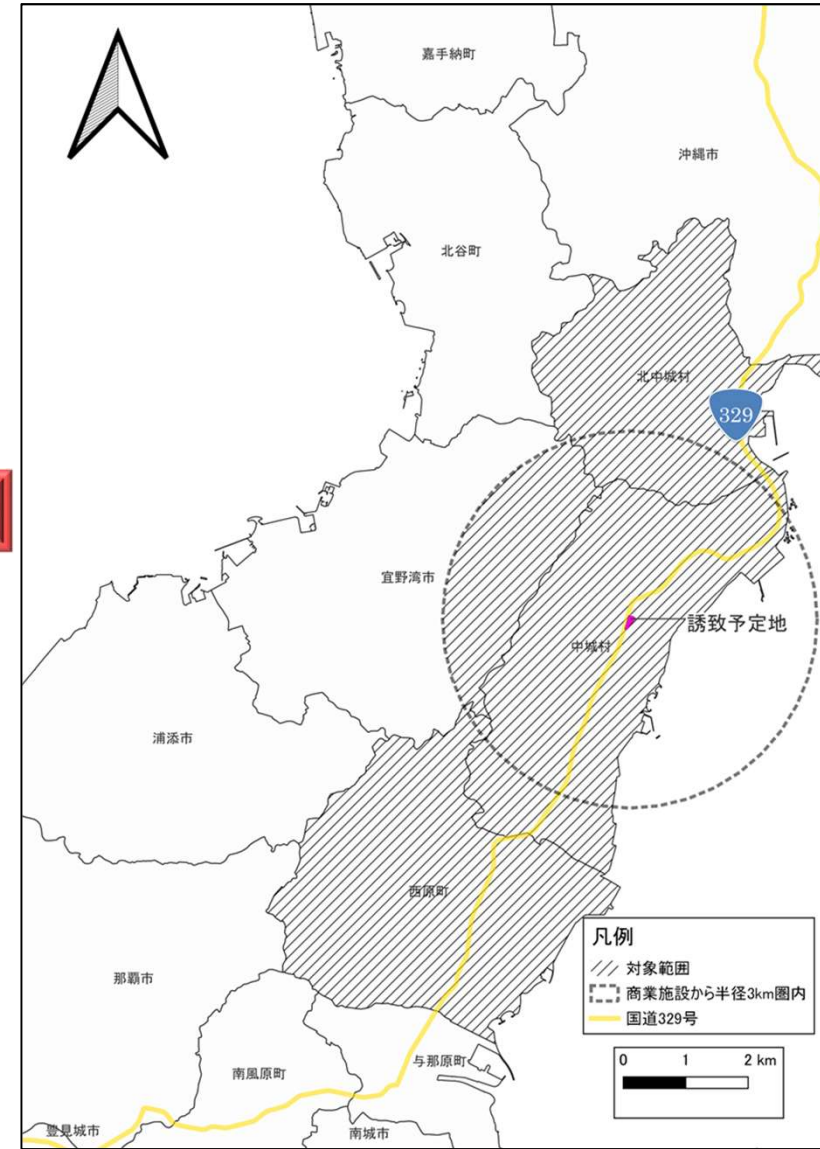 嘉手納町
沖縄市
北谷町
北中城村
329
宜野湾市
誘致予定地
中城村
浦添市
西原町
凡例
対象範囲
商業施設から半径3km圏内
国道329号
那覇市
与那原町
南風原町
0 1 2 km
豊見城市
南城市